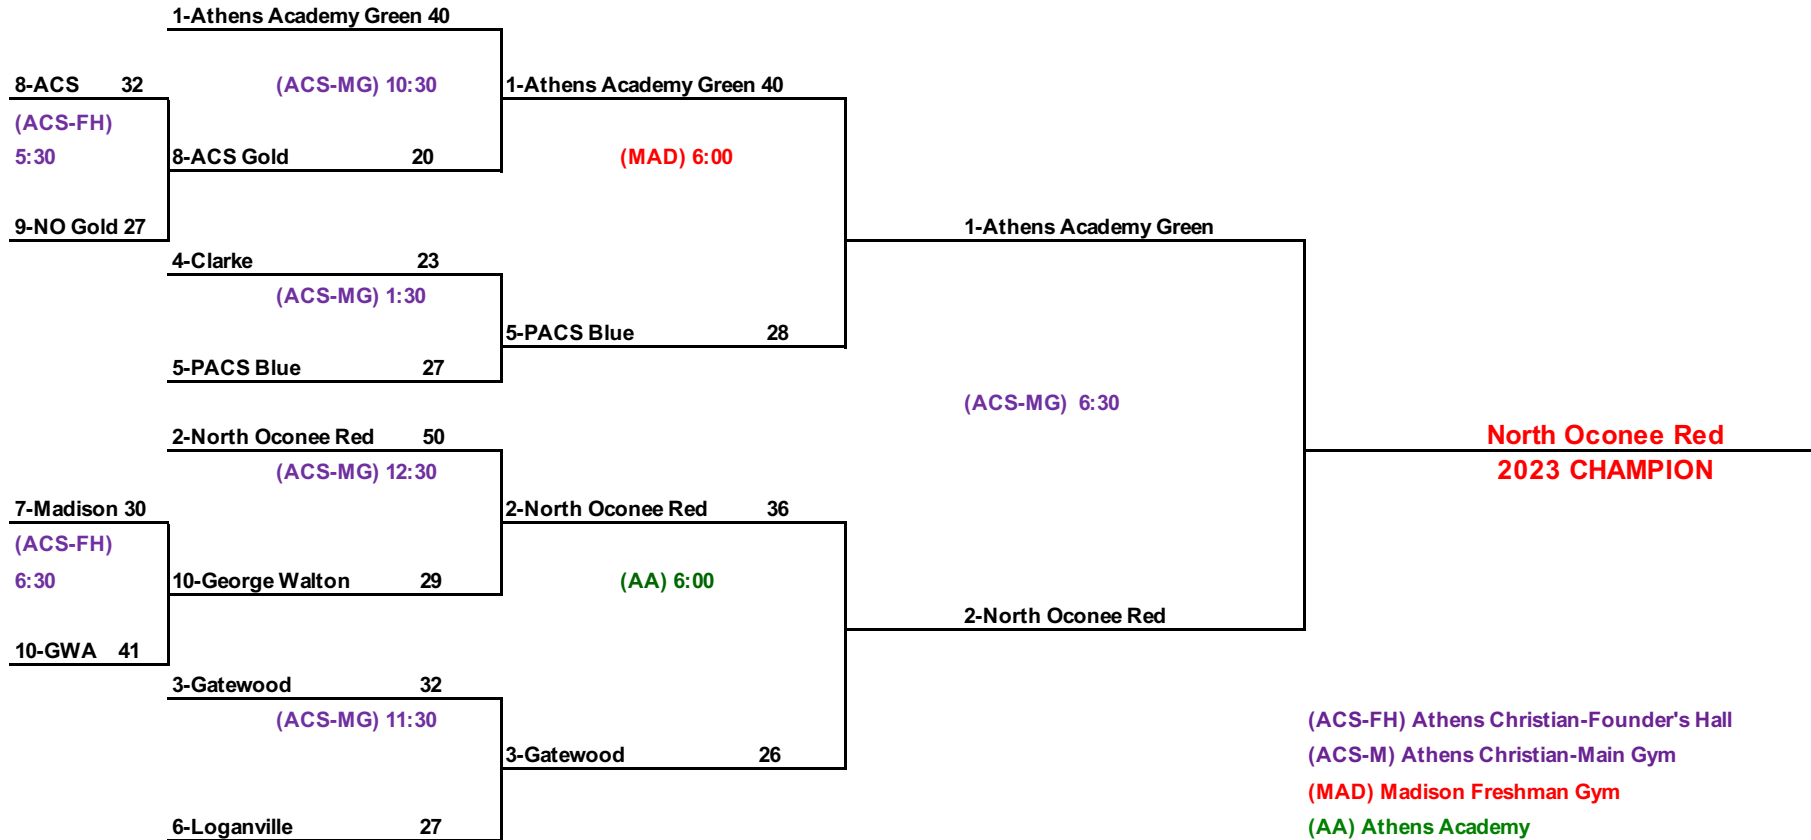 1-Athens Academy Green 40
8-ACS 32
(ACS-MG) 10:30
1-Athens Academy Green 40
(ACS-FH)
5:30
8-ACS Gold 20
(MAD) 6:00
9-NO Gold 27
1-Athens Academy Green
4-Clarke 23
(ACS-MG) 1:30
5-PACS Blue 28
5-PACS Blue 27
(ACS-MG) 6:30
2-North Oconee Red 50
North Oconee Red
(ACS-MG) 12:30
2023 CHAMPION
7-Madison 30
2-North Oconee Red 36
(ACS-FH)
6:30
10-George Walton 29
(AA) 6:00
2-North Oconee Red
10-GWA 41
3-Gatewood 32
(ACS-MG) 11:30
(ACS-FH) Athens Christian-Founder's Hall
3-Gatewood 26
(ACS-M) Athens Christian-Main Gym
(MAD) Madison Freshman Gym
6-Loganville 27
(AA) Athens Academy